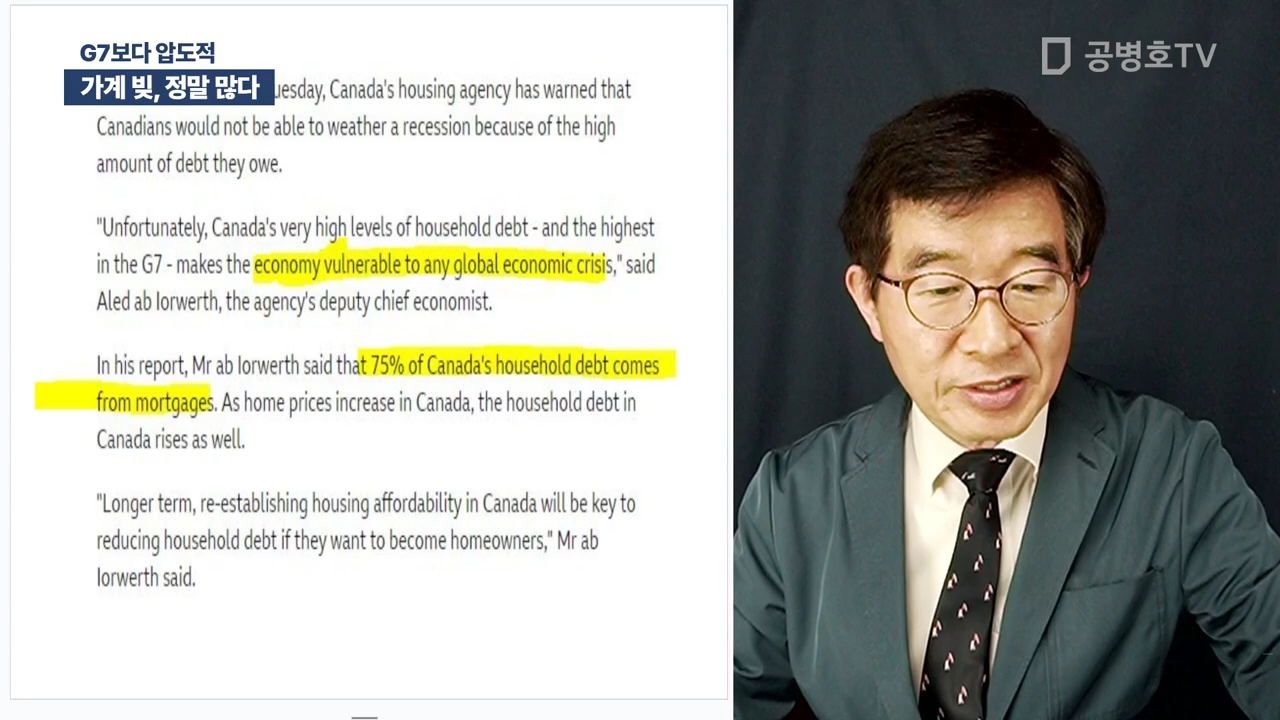 G7보다 압도적
가계 빚, 정말 많다
공병호TV
uesday, Canada's housing agency has warned that
Canadians would not be able to weather a recession because of the high
amount of debt they owe.
"Unfortunately, Canada's very high levels of household debt - and the highest
in the G7 - makes the economy vulnerable to any global economic crisis," said
Aled ab Iorwerth, the agency's deputy chief economist.
In his report, Mr ab Iorwerth said that 75% of Canada's household debt comes
from mortgages. As home prices increase in Canada, the household debt in
Canada rises as well.
"Longer term, re-establishing housing affordability in Canada will be key to
reducing household debt if they want to become homeowners," Mr ab
Iorwerth said.